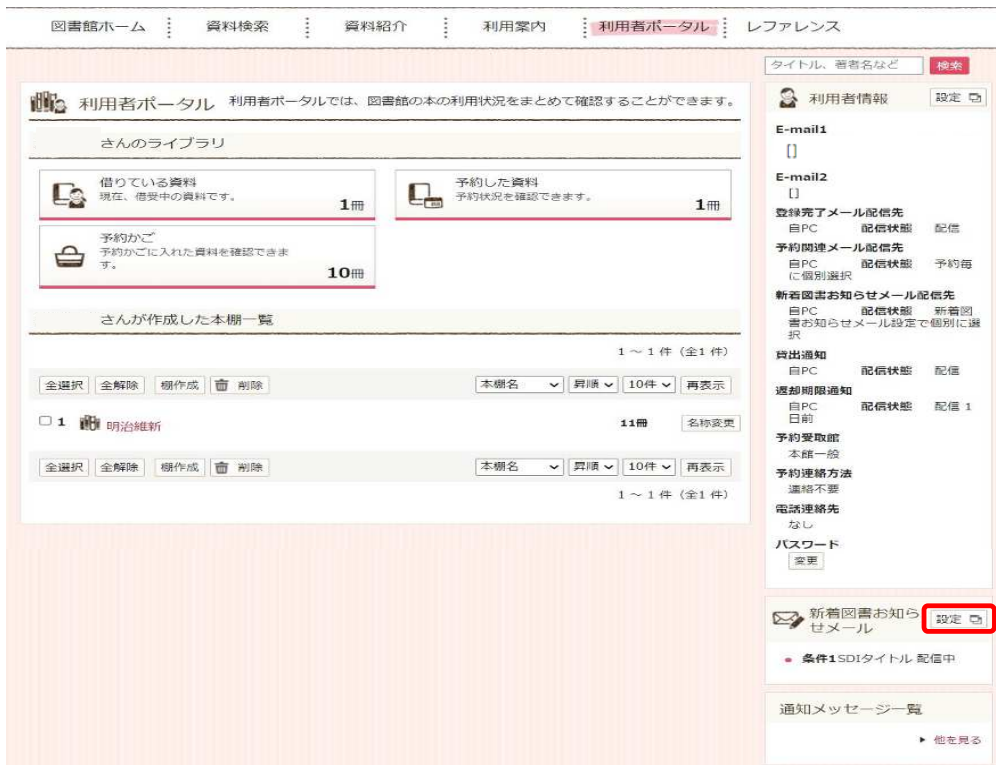 図書館ホーム
資料検索
資料紹介
利用案内
利用者ポータル
レファレンス
タイトル、著者名など
検索
利用者ポータル 利用者ポータルでは、図書館の本の利用状況をまとめて確認することができます。
さんのライブラリ
借りている資料
現在、借受中の資料です。
1冊
予約した資料
予約状況を確認できます。
1冊
予約かご
予約かごに入れた資料を確認できま
す。
10冊
さんが作成した本棚一覧
1 ～ 1 件 (全1 件)
全選択 全解除 棚作成 削除 本棚名 昇順 10件 再表示
1 明治維新 11冊 名称変更
全選択 全解除 棚作成 削除 本棚名 昇順 10件 再表示
1 ～ 1 件 (全1 件)
利用者情報 設定
E-mail1
[]
E-mail2
[]
登録完了メール配信先
自PC 配信状態 配信
予約関連メール配信先
自PC 配信状態 予約毎
に個別選択
新着図書お知らせメール配信先
自PC 配信状態 新着図
書お知らせメール設定で個別に選
択
貸出通知
自PC 配信状態 配信
返却期限通知
自PC 配信状態 配信 1
日前
予約受取館
本館一般
予約連絡方法
連絡不要
電話連絡先
なし
パスワード
変更
新着図書お知ら
せメール
設定
条件1SDIタイトル 配信中
通知メッセージ一覧
他を見る